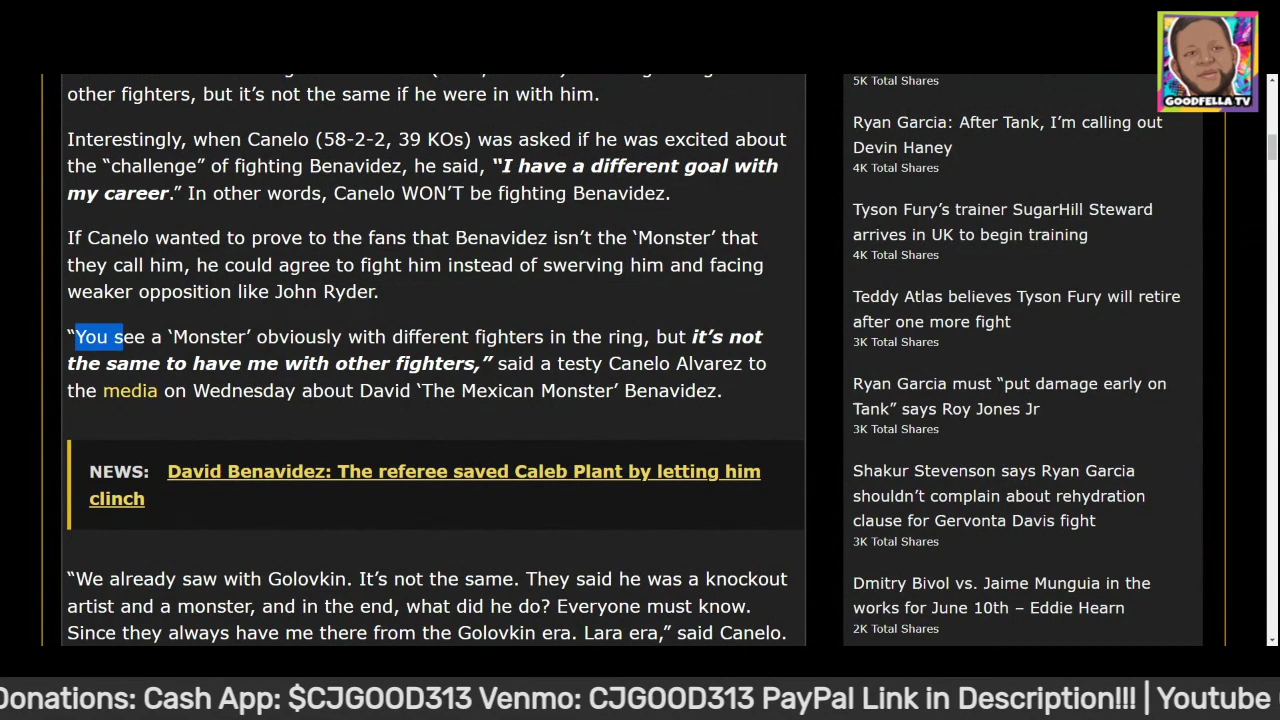 other fighters, but it’s not the same if he were in with him.
Interestingly, when Canelo (58-2-2, 39 KOs) was asked if he was excited about
the “challenge” of fighting Benavidez, he said, “I have a different goal with
my career.” In other words, Canelo WON’T be fighting Benavidez.
If Canelo wanted to prove to the fans that Benavidez isn’t the ‘Monster’ that
they call him, he could agree to fight him instead of swerving him and facing
weaker opposition like John Ryder.
“You see a ‘Monster’ obviously with different fighters in the ring, but it’s not
the same to have me with other fighters,” said a testy Canelo Alvarez to
the media on Wednesday about David ‘The Mexican Monster’ Benavidez.
NEWS: David Benavidez: The referee saved Caleb Plant by letting him
clinch
“We already saw with Golovkin. It’s not the same. They said he was a knockout
artist and a monster, and in the end, what did he do? Everyone must know.
Since they always have me there from the Golovkin era. Lara era,” said Canelo.
5K Total Shares
Ryan Garcia: After Tank, I’m calling out
Devin Haney
4K Total Shares
Tyson Fury’s trainer SugarHill Steward
arrives in UK to begin training
4K Total Shares
Teddy Atlas believes Tyson Fury will retire
after one more fight
3K Total Shares
Ryan Garcia must “put damage early on
Tank” says Roy Jones Jr
3K Total Shares
Shakur Stevenson says Ryan Garcia
shouldn’t complain about rehydration
clause for Gervonta Davis fight
3K Total Shares
Dmitry Bivol vs. Jaime Munguia in the
works for June 10th – Eddie Hearn
2K Total Shares
GOODFELLA TV
Donations: Cash App: $CJGOOD313 Venmo: CJGOOD313 PayPal Link in Description!!! | Youtube